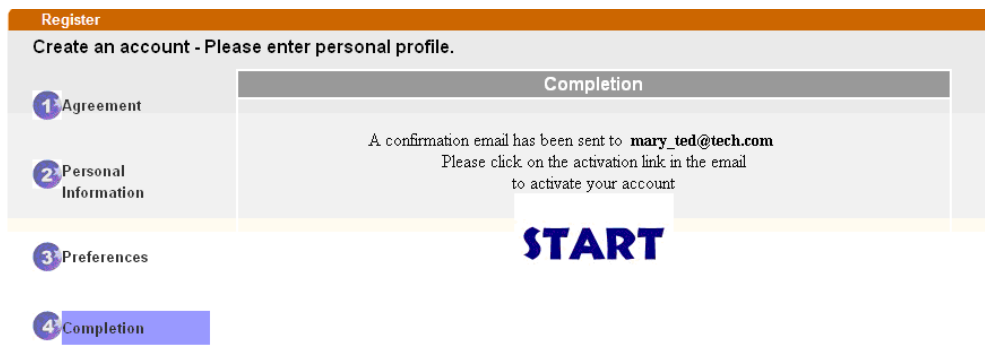 Register
Create an account - Please enter personal profile.
Completion
1 Agreement
A confirmation email has been sent to mary_ted@tech.com
Please click on the activation link in the email
to activate your account
2 Personal
Information
START
3 Preferences
4 Completion